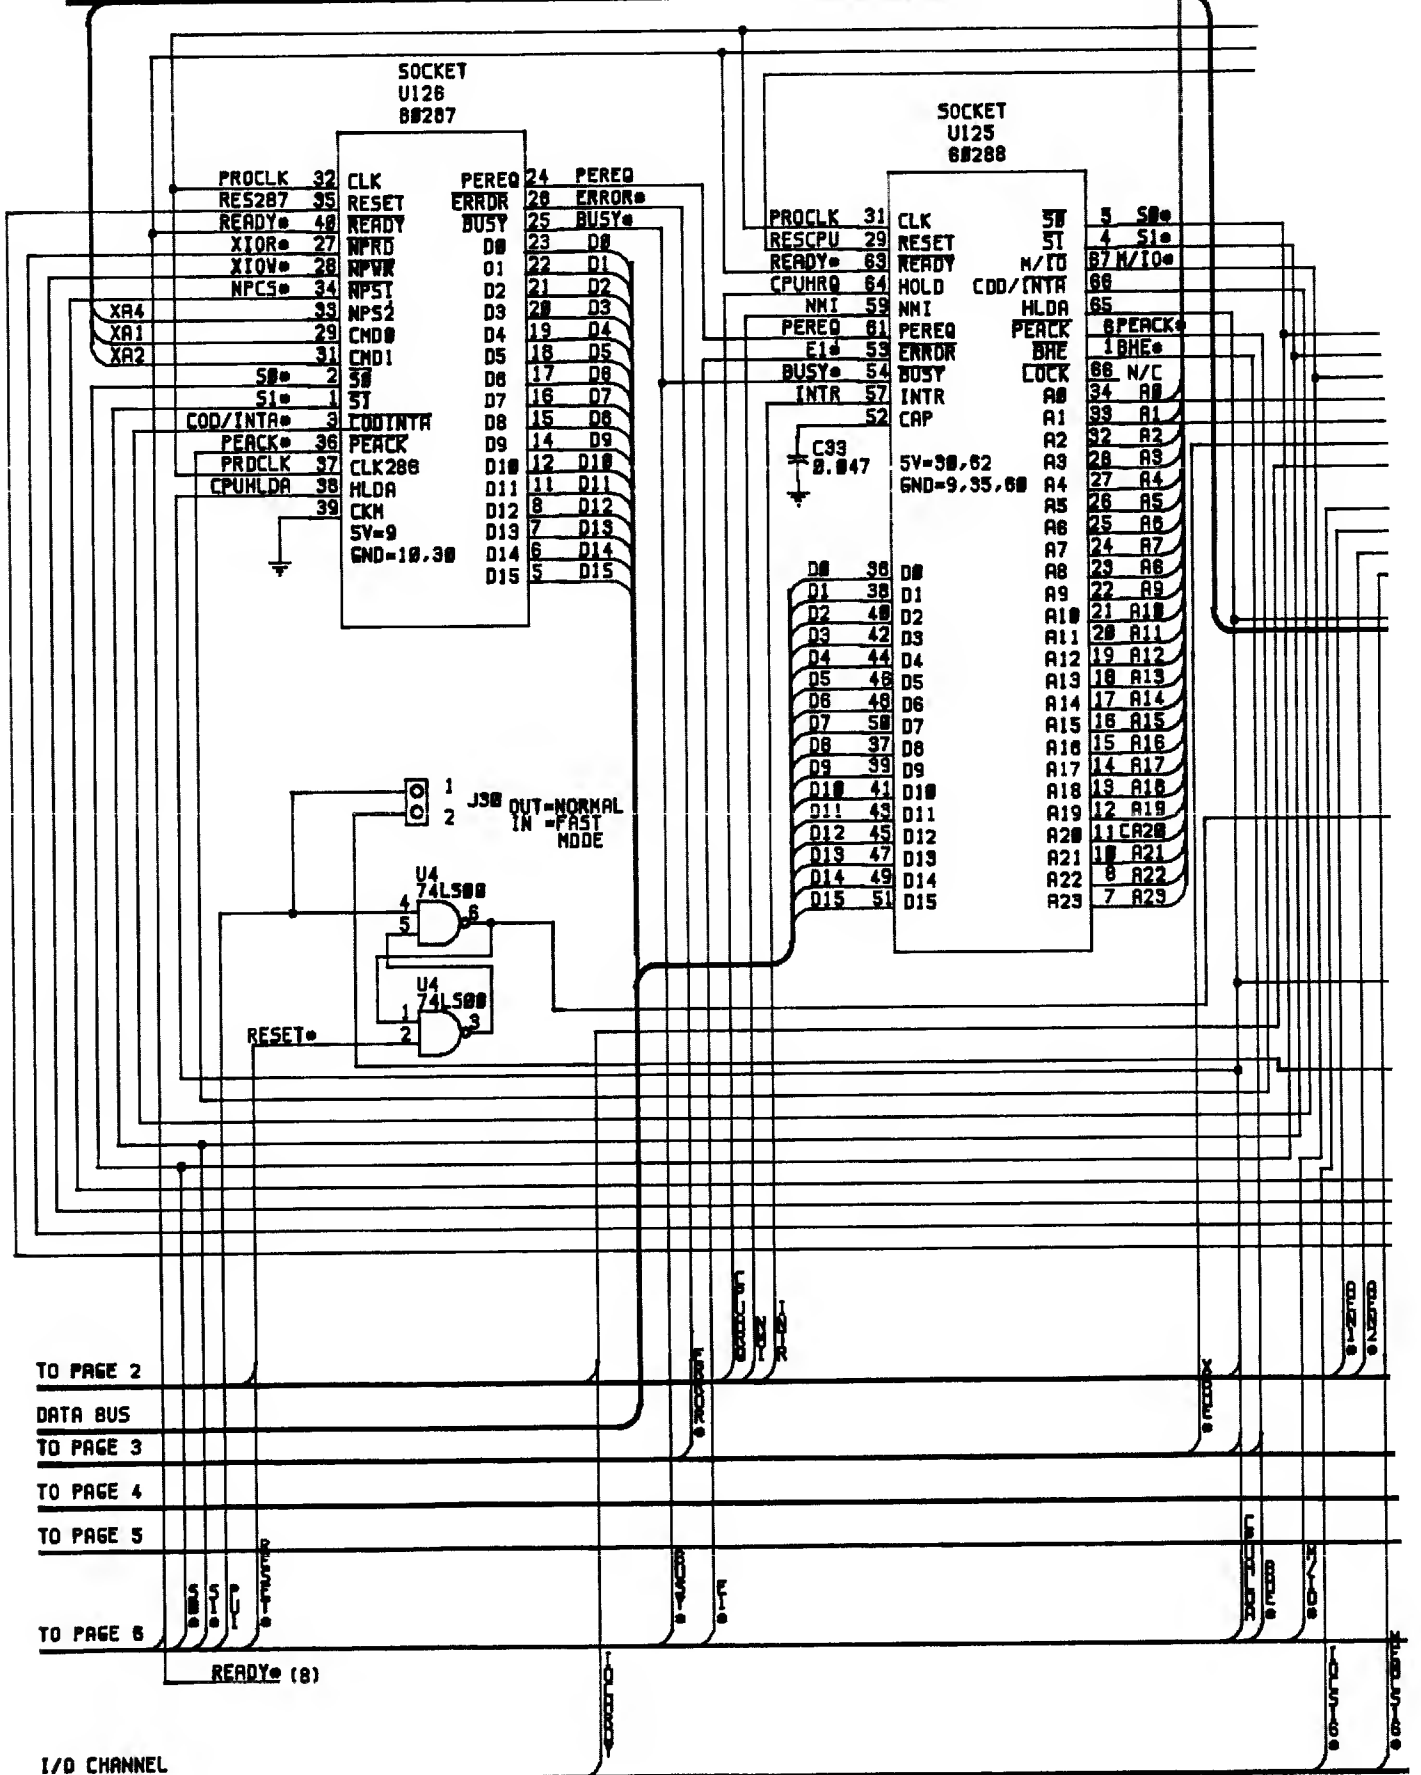 SOCKET
U126
80287
PROCLK 32 CLK
RES287 35 RESET
READY* 40 READY
XIOR* 27 NPRD
XIOW* 28 NPWR
NPCS* 34 NPS1
XA4 33 NPS2
XA1 29 CMD0
XA2 31 CMD1
S0* 2 S0
S1* 1 S1
COD/INTA* 3 CODINTA
PEACK* 36 PEACK
PROCLK 37 CLK286
CPUHLDA 38 HLDA
39 CKM
5V=9
GND=10,30
PEREQ 24 PEREQ
ERROR 26 ERROR*
BUSY 25 BUSY*
D0 23 D0
D1 22 D1
D2 21 D2
D3 20 D3
D4 19 D4
D5 18 D5
D6 17 D6
D7 16 D7
D8 15 D8
D9 14 D9
D10 12 D10
D11 11 D11
D12 8 D12
D13 7 D13
D14 6 D14
D15 5 D15
SOCKET
U125
80286
PROCLK 31 CLK
RESCPU 29 RESET
READY* 63 READY
CPUHRQ 64 HOLD
NMI 59 NMI
PEREQ 61 PEREQ
E1* 53 ERROR
BUSY* 54 BUSY
INTR 57 INTR
52 CAP
C33
0.047
5V=30,62
GND=9,35,60
D0 36 D0
D1 38 D1
D2 40 D2
D3 42 D3
D4 44 D4
D5 46 D5
D6 48 D6
D7 50 D7
D8 37 D8
D9 39 D9
D10 41 D10
D11 43 D11
D12 45 D12
D13 47 D13
D14 49 D14
D15 51 D15
S0 5 S0*
S1 4 S1*
M/IO 67 M/IO*
COD/INTA 66
HLDA 65
PEACK 6 PEACK*
BHE 1 BHE*
LOCK 68 N/C
A0 34 A0
A1 33 A1
A2 32 A2
A3 28 A3
A4 27 A4
A5 26 A5
A6 25 A6
A7 24 A7
A8 23 A8
A9 22 A9
A10 21 A10
A11 20 A11
A12 19 A12
A13 18 A13
A14 17 A14
A15 16 A15
A16 15 A16
A17 14 A17
A18 13 A18
A19 12 A19
A20 11 CA20
A21 10 A21
A22 8 A22
A23 7 A23
1
2
J30 OUT=NORMAL
IN =FAST
MODE
U4
74LS00
4
5
6
U4
74LS00
1
2
3
RESET*
CPUHRQ
NMI
INTR
AEN1*
AEN2*
TO PAGE 2
ERROR*
XBHE*
DATA BUS
TO PAGE 3
TO PAGE 4
TO PAGE 5
S0*
S1*
PU1
RESET*
BUSY*
E1*
CPUHLDA
BHE*
M/IO*
TO PAGE 6
READY* (8)
IOCHRDY
IOCS16*
MEMCS16*
I/O CHANNEL